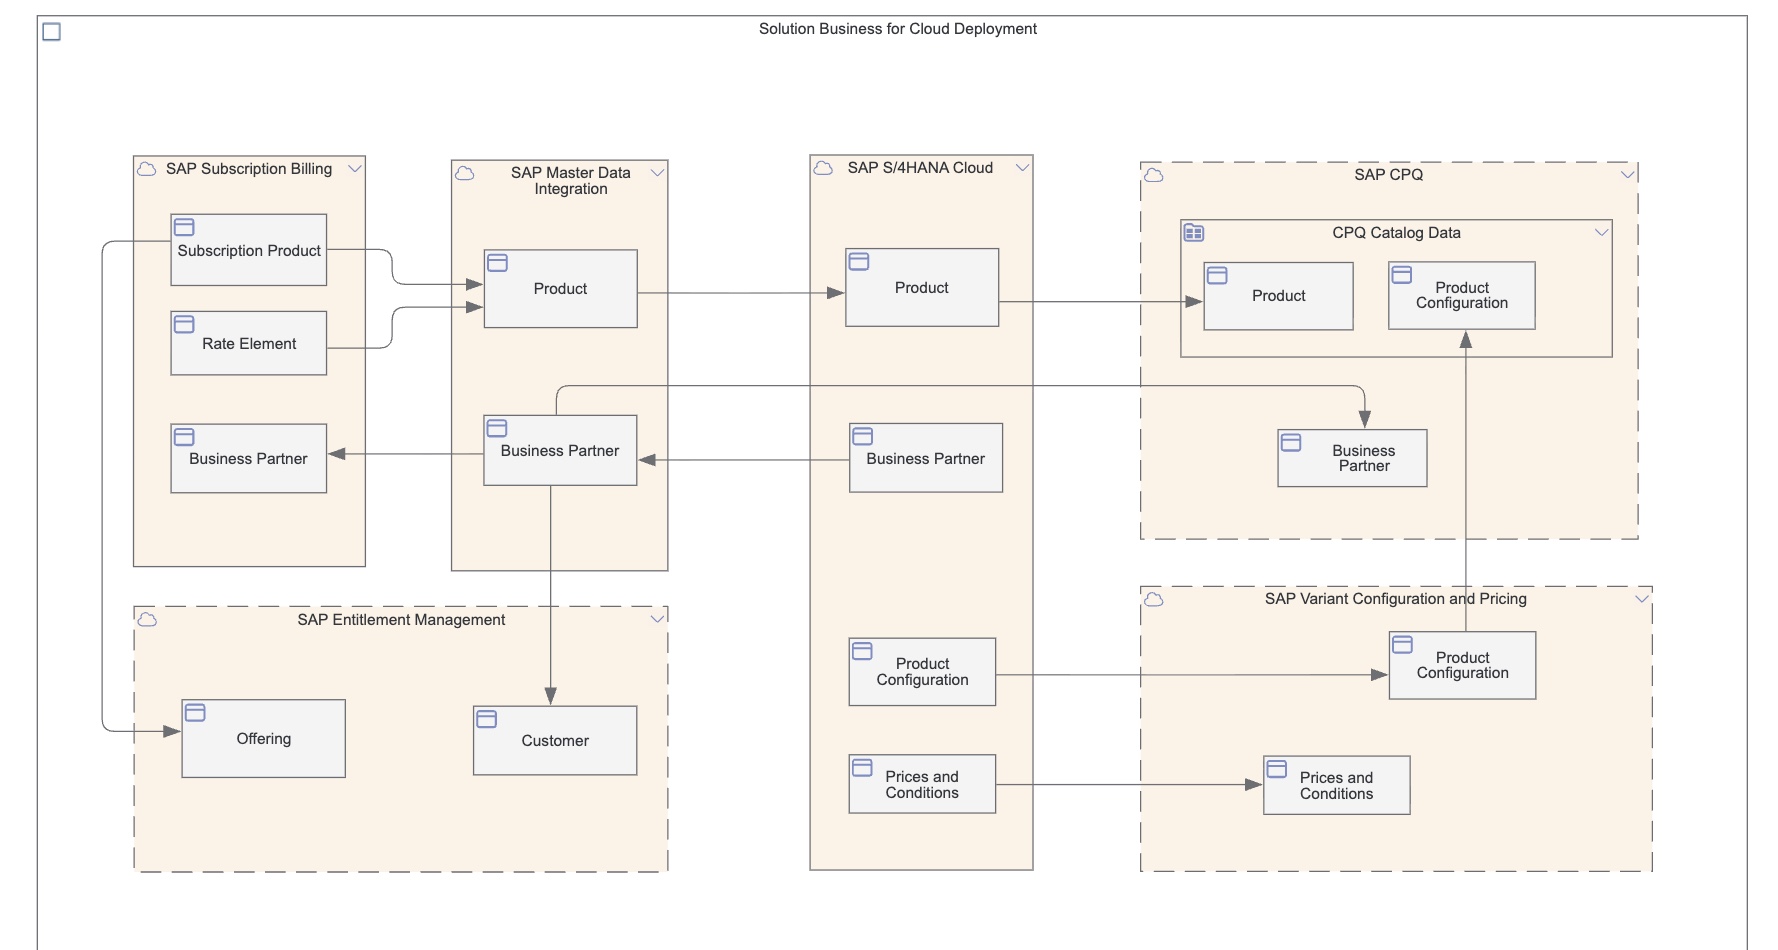 Solution Business for Cloud Deployment
SAP Subscription Billing
Subscription Product
Rate Element
Business Partner
SAP Master Data
Integration
Product
Business Partner
SAP S/4HANA Cloud
Product
Business Partner
Product
Configuration
Prices and
Conditions
SAP CPQ
CPQ Catalog Data
Product
Product
Configuration
Business
Partner
SAP Entitlement Management
Offering
Customer
SAP Variant Configuration and Pricing
Product
Configuration
Prices and
Conditions